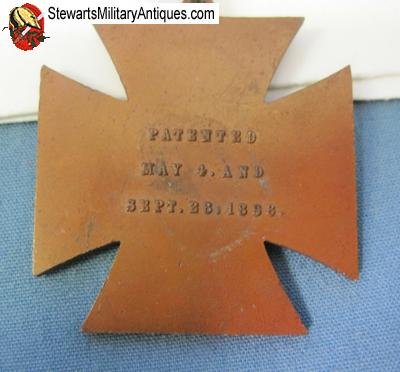 StewartsMilitaryAntiques.com
PATENTED
MAY 4. AND
SEPT. 28, 1886.